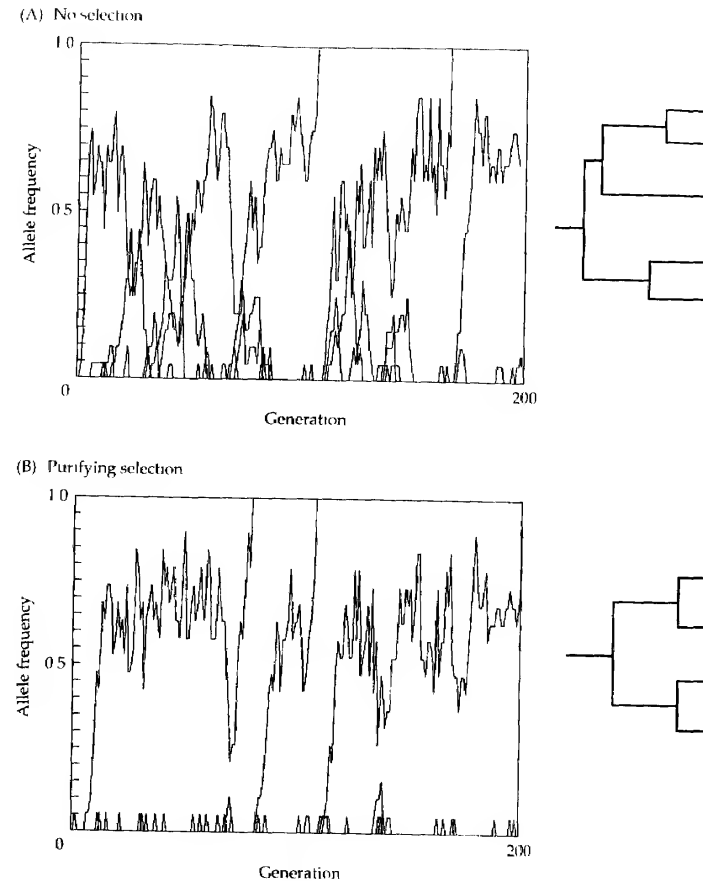 (A) No selection
1 0
Allele frequency
0 5
0
200
Generation
(B) Purifying selection
1 0
Allele frequency
0 5
0
200
Generation